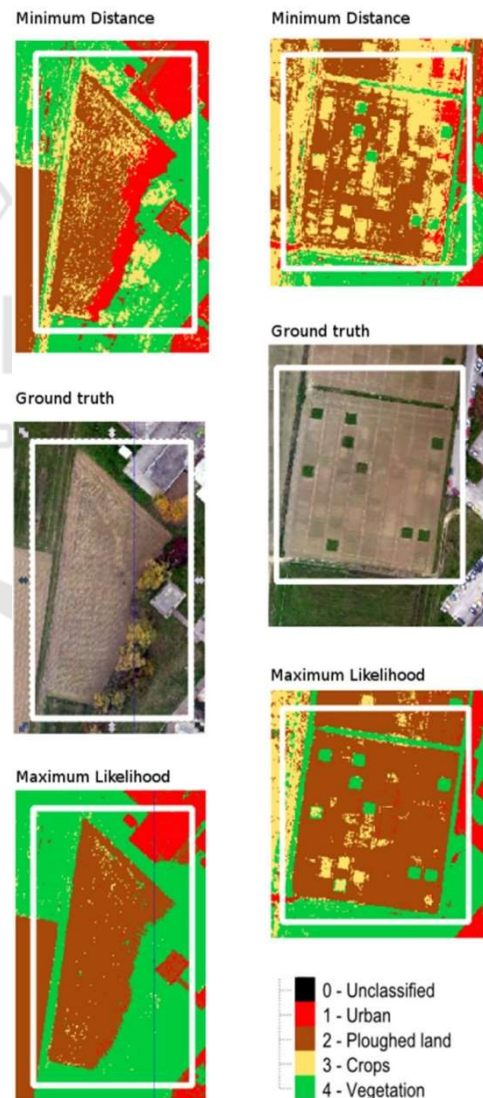 Minimum Distance
Ground truth
Maximum Likelihood
Minimum Distance
Ground truth
Maximum Likelihood
0 - Unclassified
1 - Urban
2 - Ploughed land
3 - Crops
4 - Vegetation